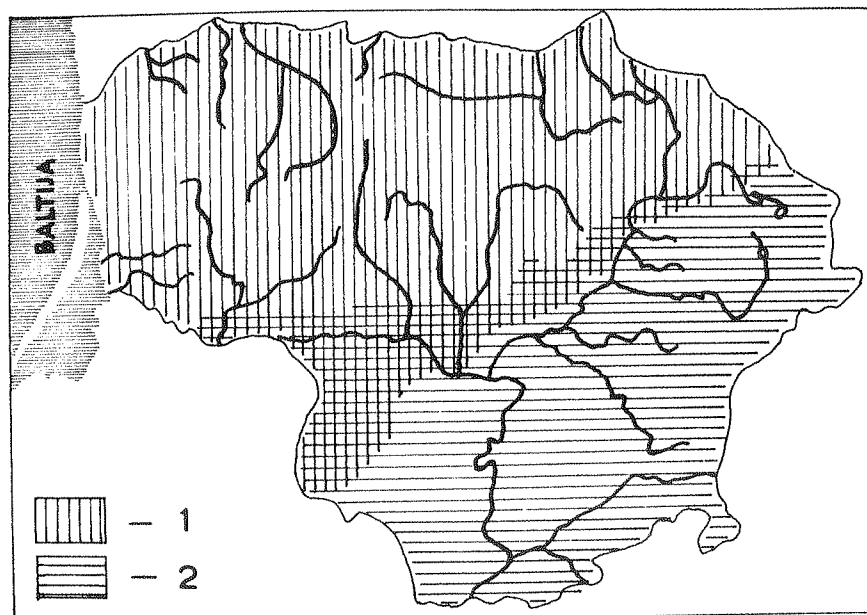 BALTIJA
— 1
— 2